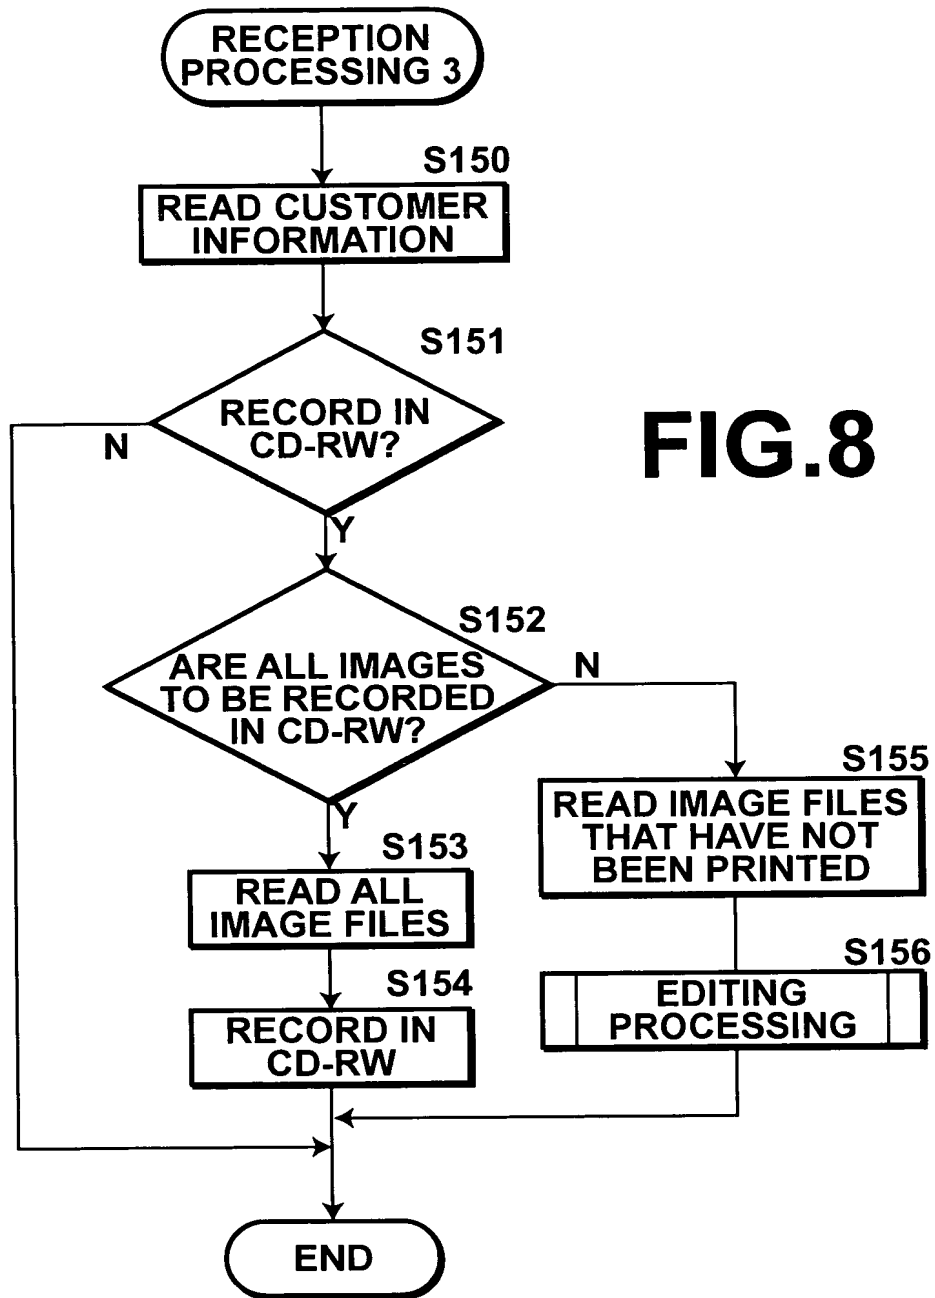 RECEPTION
PROCESSING 3
S150
READ CUSTOMER
INFORMATION
S151
RECORD IN
CD-RW?
N
FIG.8
Y
S152
ARE ALL IMAGES
TO BE RECORDED
IN CD-RW?
N
Y
S155
READ IMAGE FILES
THAT HAVE NOT
BEEN PRINTED
S153
READ ALL
IMAGE FILES
S156
EDITING
PROCESSING
S154
RECORD IN
CD-RW
END